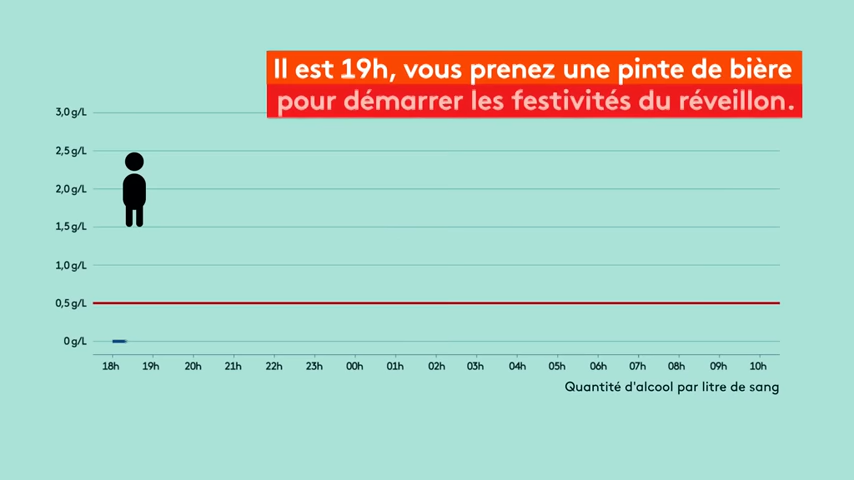 Il est 19h, vous prenez une pinte de bière
pour démarrer les festivités du réveillon.
3,0 g/L
2,5 g/L
2,0 g/L
1,5 g/L
1,0 g/L
0,5 g/L
0 g/L
18h 19h 20h 21h 22h 23h 00h 01h 02h 03h 04h 05h 06h 07h 08h 09h 10h
Quantité d'alcool par litre de sang